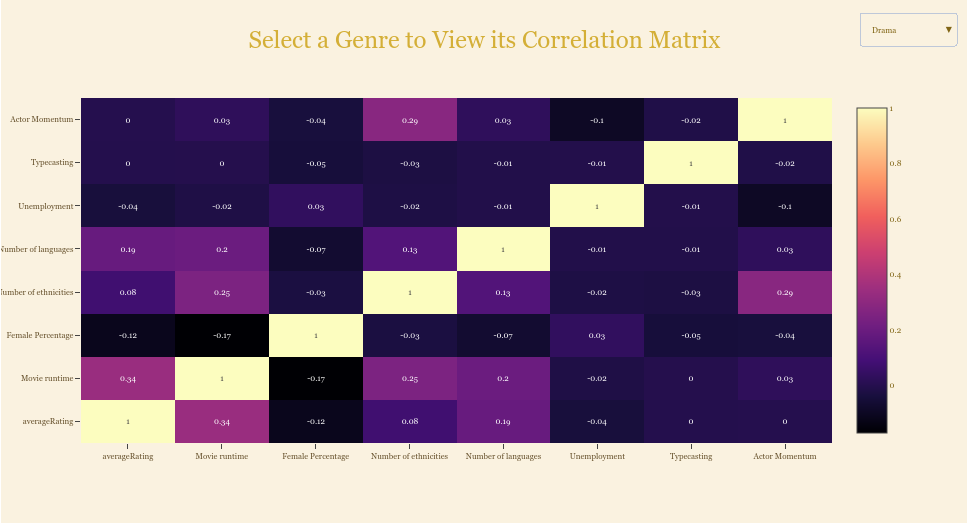 Select a Genre to View its Correlation Matrix
Drama
Actor Momentum 0 0.03 -0.04 0.29 0.03 -0.1 -0.02 1
Typecasting 0 0 -0.05 -0.03 -0.01 -0.01 1 -0.02
Unemployment -0.04 -0.02 0.03 -0.02 -0.01 1 -0.01 -0.1
Number of languages 0.19 0.2 -0.07 0.13 1 -0.01 -0.01 0.03
Number of ethnicities 0.08 0.25 -0.03 1 0.13 -0.02 -0.03 0.29
Female Percentage -0.12 -0.17 1 -0.03 -0.07 0.03 -0.05 -0.04
Movie runtime 0.34 1 -0.17 0.25 0.2 -0.02 0 0.03
averageRating 1 0.34 -0.12 0.08 0.19 -0.04 0 0
averageRating Movie runtime Female Percentage Number of ethnicities Number of languages Unemployment Typecasting Actor Momentum
1
0.8
0.6
0.4
0.2
0